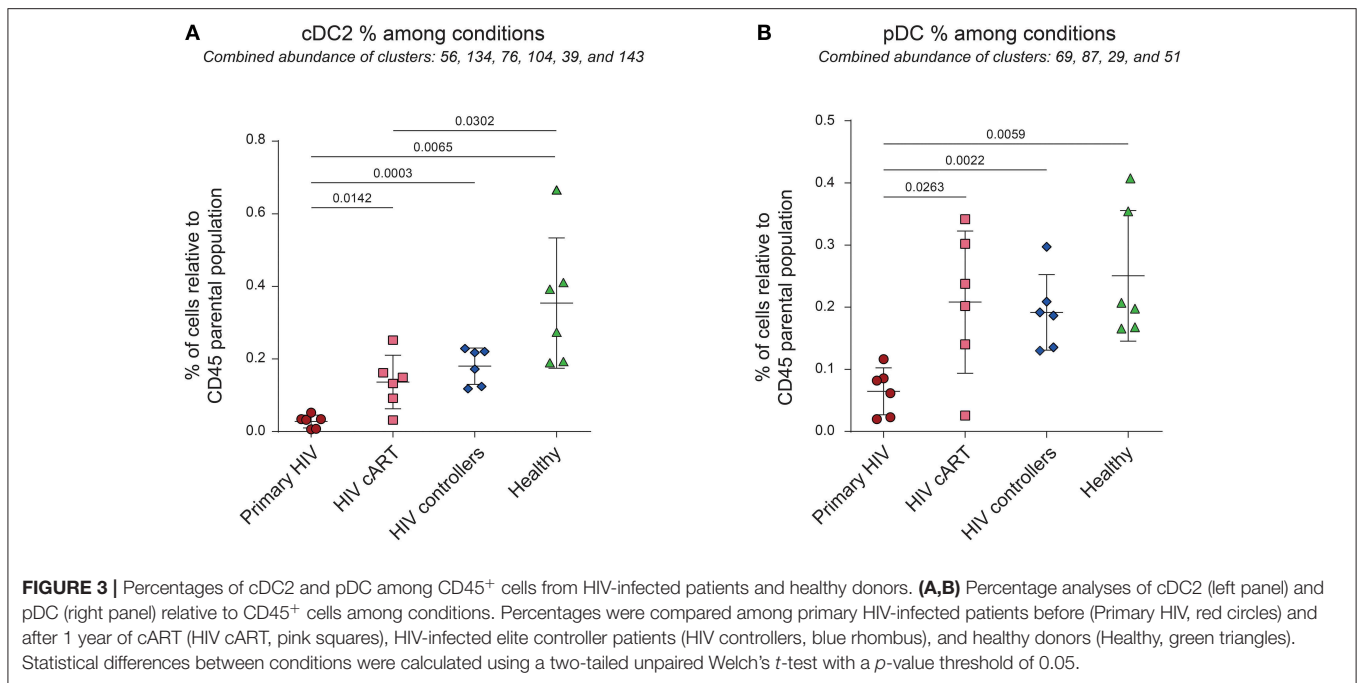 A
cDC2 % among conditions
Combined abundance of clusters: 56, 134, 76, 104, 39, and 143
% of cells relative to
CD45 parental population
0.8
0.6
0.4
0.2
0.0
0.0302
0.0065
0.0003
0.0142
Primary HIV
HIV cART
HIV controllers
Healthy
B
pDC % among conditions
Combined abundance of clusters: 69, 87, 29, and 51
% of cells relative to
CD45 parental population
0.5
0.4
0.3
0.2
0.1
0.0
0.0059
0.0022
0.0263
Primary HIV
HIV cART
HIV controllers
Healthy
FIGURE 3 | Percentages of cDC2 and pDC among CD45⁺ cells from HIV-infected patients and healthy donors. (A,B) Percentage analyses of cDC2 (left panel) and
pDC (right panel) relative to CD45⁺ cells among conditions. Percentages were compared among primary HIV-infected patients before (Primary HIV, red circles) and
after 1 year of cART (HIV cART, pink squares), HIV-infected elite controller patients (HIV controllers, blue rhombus), and healthy donors (Healthy, green triangles).
Statistical differences between conditions were calculated using a two-tailed unpaired Welch's t-test with a p-value threshold of 0.05.